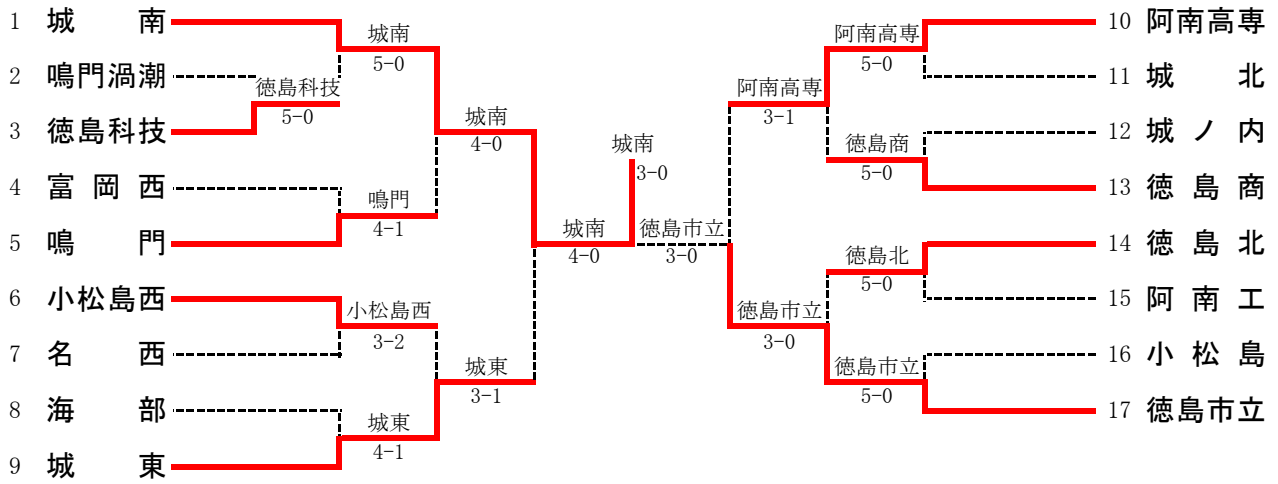 1 城南
2 鳴門渦潮
3 徳島科技
4 富岡西
5 鳴門
6 小松島西
7 名西
8 海部
9 城東
城南
5-0
徳島科技
5-0
鳴門
4-1
小松島西
3-2
城東
4-1
城南
4-0
城東
3-1
城南
4-0
城南
3-0
徳島市立
3-0
阿南高専
3-1
徳島市立
3-0
阿南高専
5-0
徳島商
5-0
徳島北
5-0
徳島市立
5-0
10 阿南高専
11 城北
12 城ノ内
13 徳島商
14 徳島北
15 阿南工
16 小松島
17 徳島市立